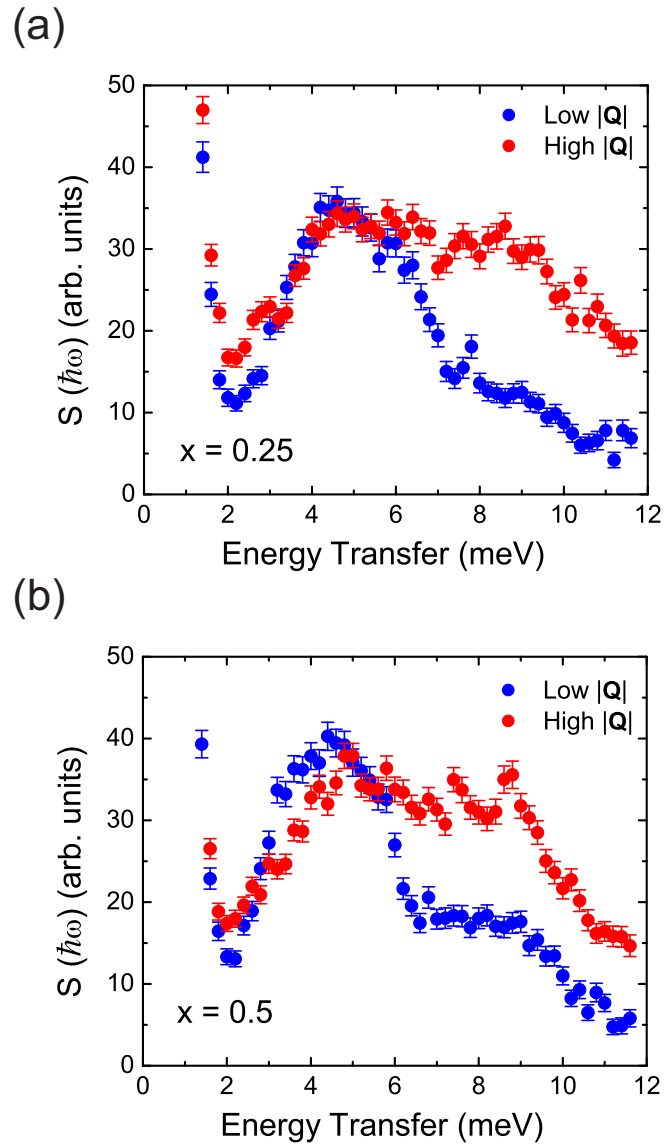 (a)
50
40
30
20
10
0
S (ℏω) (arb. units)
Low |Q|
High |Q|
x = 0.25
0 2 4 6 8 10 12
Energy Transfer (meV)
(b)
50
40
30
20
10
0
S (ℏω) (arb. units)
Low |Q|
High |Q|
x = 0.5
0 2 4 6 8 10 12
Energy Transfer (meV)